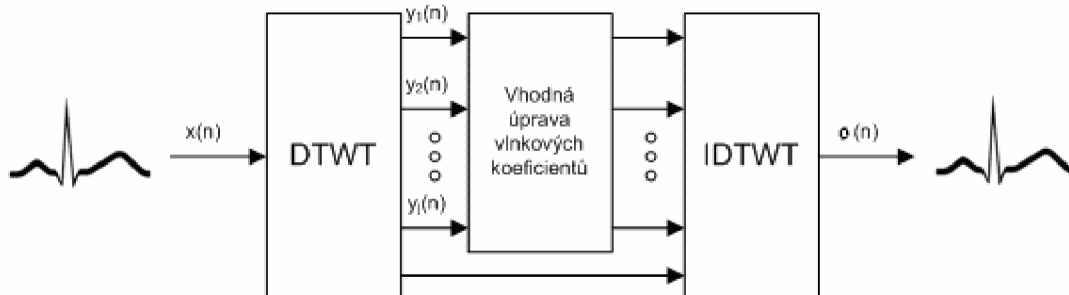 y₁(n)
y₂(n)
yⱼ(n)
x(n)
DTWT
Vhodná
úprava
vlnkových
koeficientů
IDTWT
o(n)